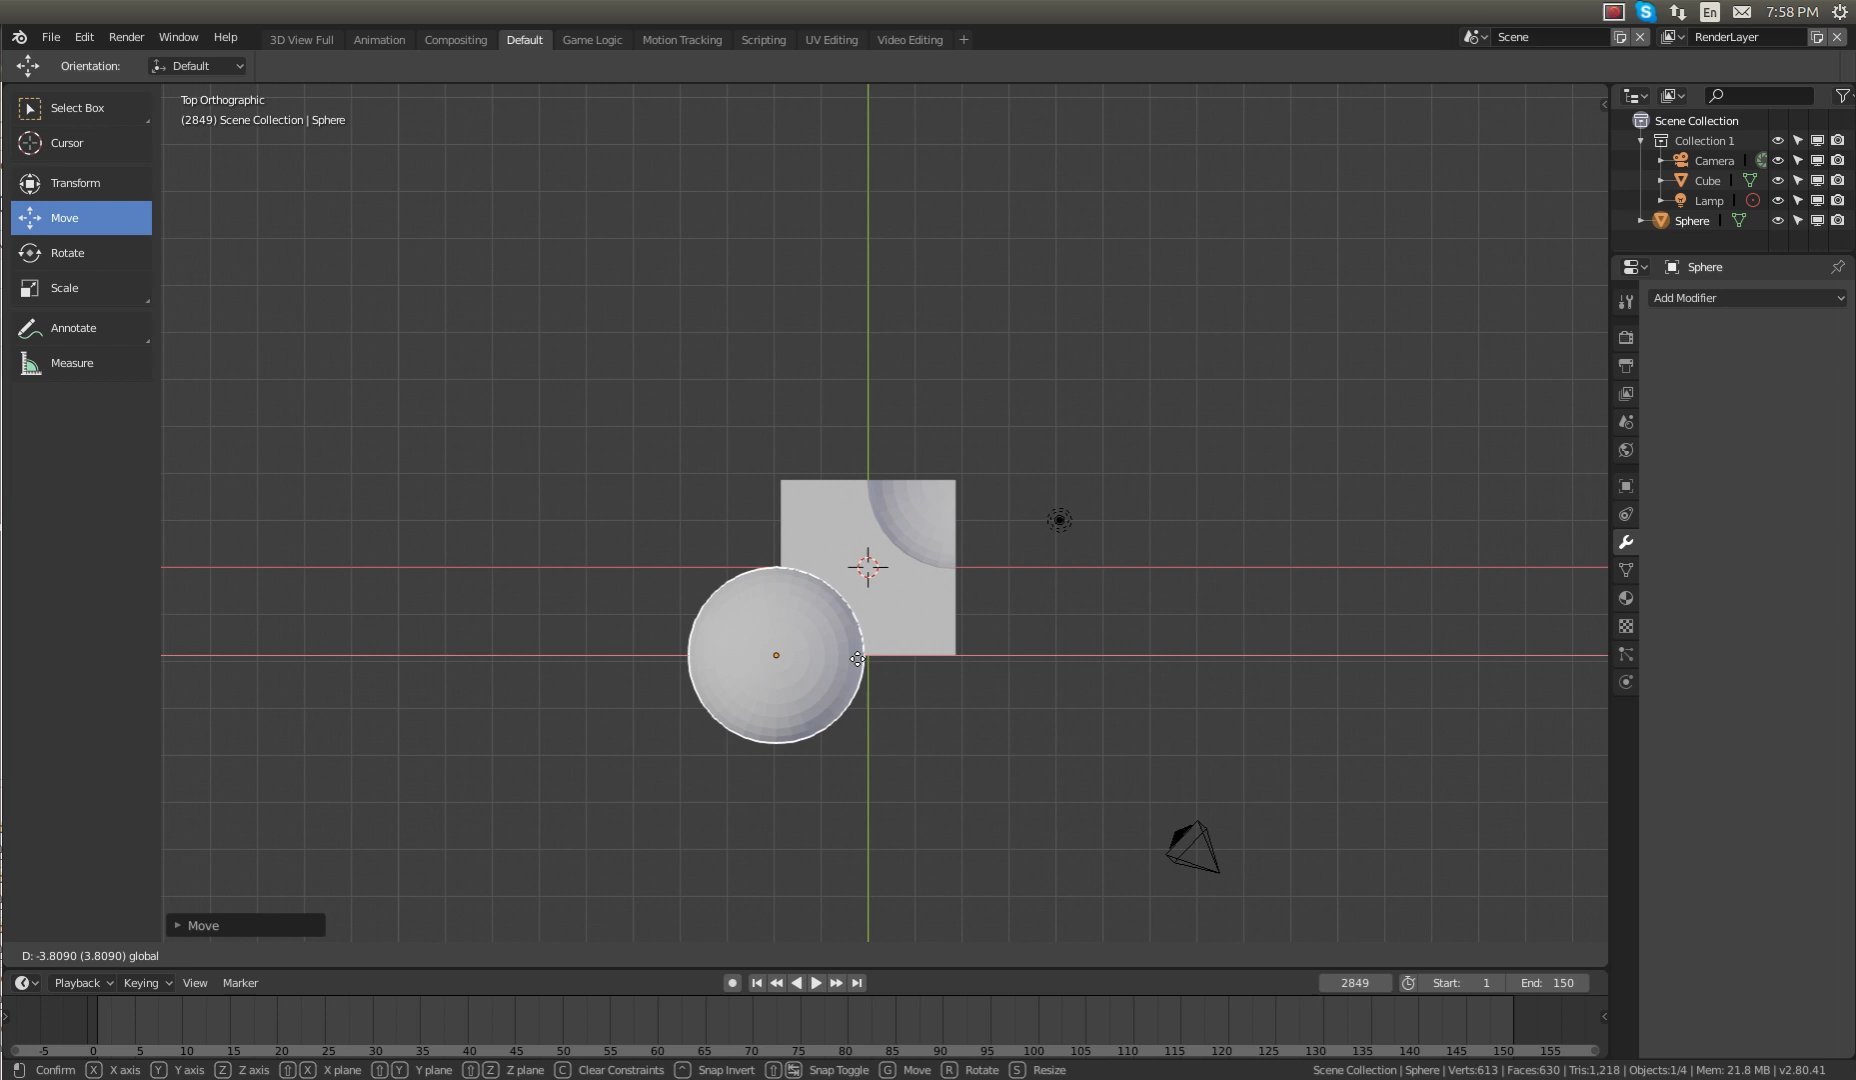 En 7:58 PM
File Edit Render Window Help 3D View Full Animation Compositing Default Game Logic Motion Tracking Scripting UV Editing Video Editing + Scene RenderLayer
Orientation: Default
Select Box
Cursor
Transform
Move
Rotate
Scale
Annotate
Measure
Top Orthographic
(2849) Scene Collection | Sphere
Scene Collection
Collection 1
Camera
Cube
Lamp
Sphere
Sphere
Add Modifier
Move
D: -3.8090 (3.8090) global
Playback Keying View Marker 2849 Start: 1 End: 150
-5 0 5 10 15 20 25 30 35 40 45 50 55 60 65 70 75 80 85 90 95 100 105 110 115 120 125 130 135 140 145 150 155
Confirm X X axis Y Y axis Z Z axis X X plane Y Y plane Z Z plane C Clear Constraints Snap Invert Snap Toggle G Move R Rotate S Resize Scene Collection | Sphere | Verts:613 | Faces:630 | Tris:1,218 | Objects:1/4 | Mem: 21.8 MB | v2.80.41